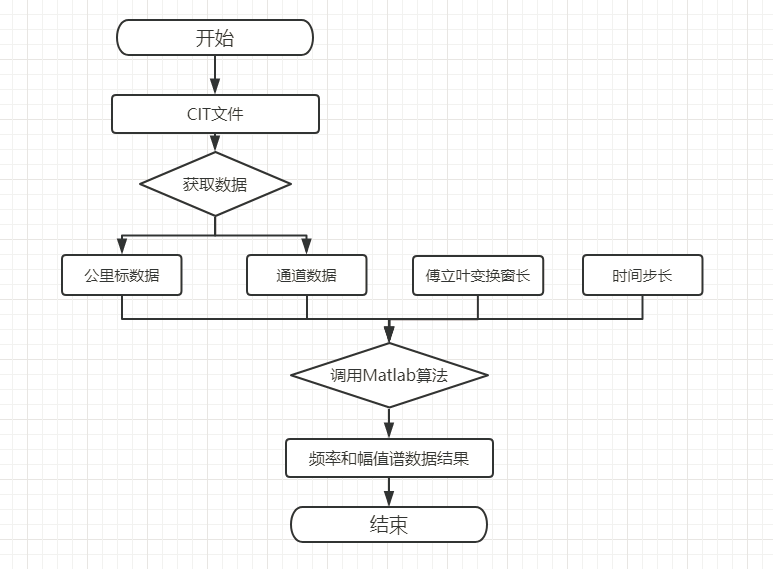 开始
CIT文件
获取数据
公里标数据
通道数据
傅立叶变换窗长
时间步长
调用Matlab算法
频率和幅值谱数据结果
结束